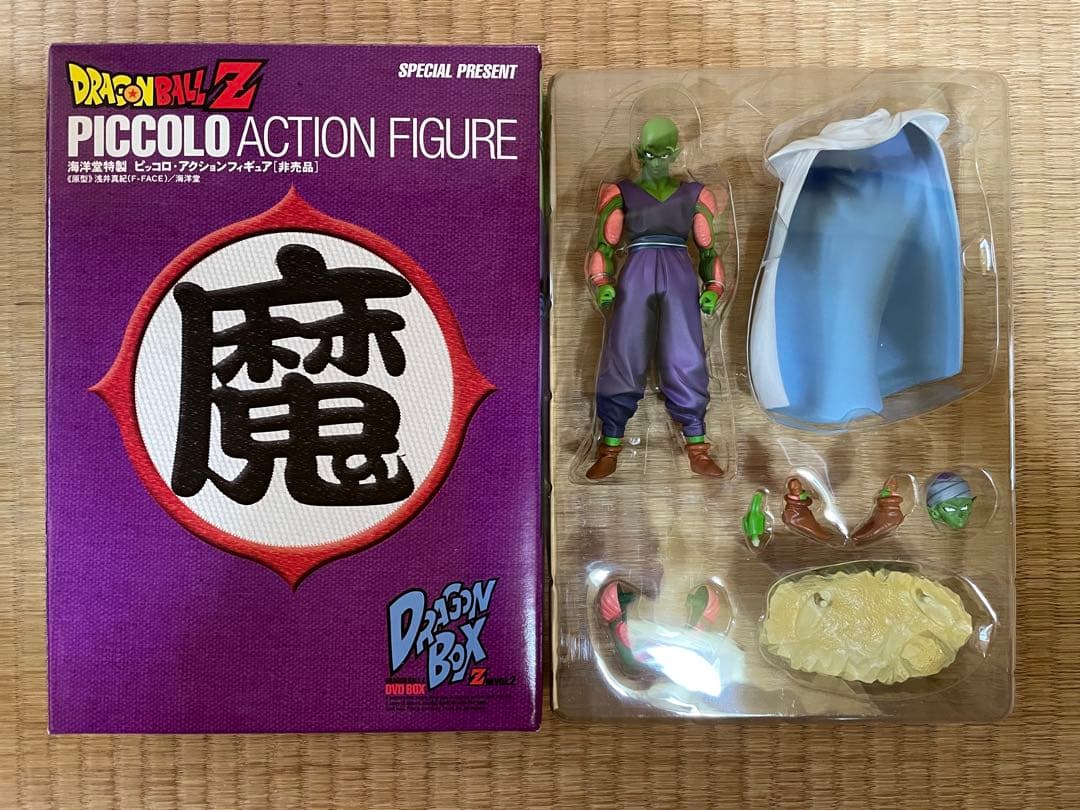 DRAGON BALL Z
SPECIAL PRESENT
PICCOLO ACTION FIGURE
海洋堂特製 ピッコロ・アクションフィギュア[非売品]
《原型》浅井真紀(F-FACE)/海洋堂
魔
DRAGON
BOX
DVD BOX
Z